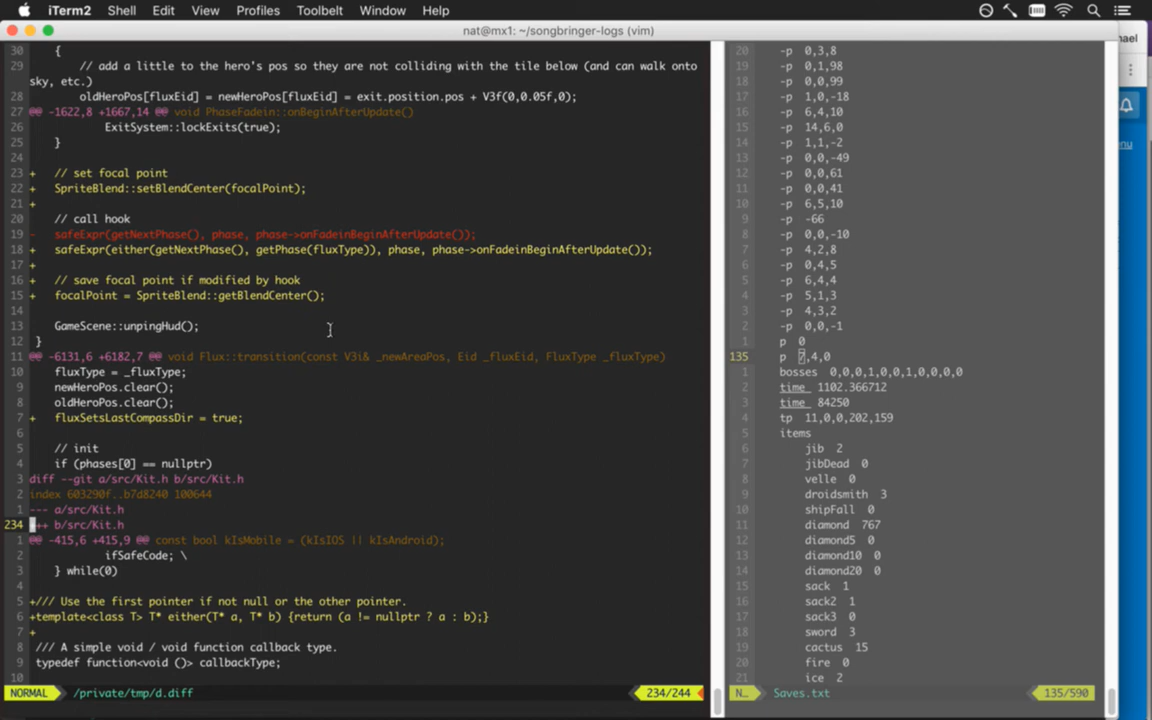 iTerm2 Shell Edit View Profiles Toolbelt Window Help
nat@mx1: ~/songbringer-logs (vim)
ael
30 {
29 // add a little to the hero's pos so they are not colliding with the tile below (and can walk onto
sky, etc.)
28 oldHeroPos[fluxEid] = newHeroPos[fluxEid] = exit.position.pos + V3f(0,0.05f,0);
27 @@ -1622,8 +1667,14 @@ void PhaseFadein::onBeginAfterUpdate()
26 ExitSystem::lockExits(true);
25 }
24
23 + // set focal point
22 + SpriteBlend::setBlendCenter(focalPoint);
21 +
20 // call hook
19 - safeExpr(getNextPhase(), phase, phase->onFadeinBeginAfterUpdate());
18 + safeExpr(either(getNextPhase(), getPhase(fluxType)), phase, phase->onFadeinBeginAfterUpdate());
17 +
16 + // save focal point if modified by hook
15 + focalPoint = SpriteBlend::getBlendCenter();
14
13 GameScene::unpingHud();
12 }
11 @@ -6131,6 +6182,7 @@ void Flux::transition(const V3i& _newAreaPos, Eid _fluxEid, FluxType _fluxType)
10 fluxType = _fluxType;
9 newHeroPos.clear();
8 oldHeroPos.clear();
7 + fluxSetsLastCompassDir = true;
6
5 // init
4 if (phases[0] == nullptr)
3 diff --git a/src/Kit.h b/src/Kit.h
2 index 603290f..b7d8240 100644
1 --- a/src/Kit.h
234 +++ b/src/Kit.h
1 @@ -415,6 +415,9 @@ const bool kIsMobile = (kIsIOS || kIsAndroid);
2 ifSafeCode; \
3 } while(0)
4
5 +/// Use the first pointer if not null or the other pointer.
6 +template<class T> T* either(T* a, T* b) {return (a != nullptr ? a : b);}
7 +
8 /// A simple void / void function callback type.
9 typedef function<void ()> callbackType;
10
NORMAL /private/tmp/d.diff 234/244
20 -p 0,3,8
19 -p 0,1,98
18 -p 0,0,99
17 -p 1,0,-18
16 -p 6,4,10
15 -p 14,6,0
14 -p 1,1,-2
13 -p 0,0,-49
12 -p 0,0,61
11 -p 0,0,41
10 -p 6,5,10
9 -p -66
8 -p 0,0,-10
7 -p 4,2,8
6 -p 0,4,5
5 -p 6,4,4
4 -p 5,1,3
3 -p 4,3,2
2 -p 0,0,-1
1 p 0
135 p 7,4,0
1 bosses 0,0,0,1,0,0,1,0,0,0,0
2 time_ 1102.366712
3 time_ 84250
4 tp 11,0,0,202,159
5 items
6 jib 2
7 jibDead 0
8 velle 0
9 droidsmith 3
10 shipFall 0
11 diamond 767
12 diamond5 0
13 diamond10 0
14 diamond20 0
15 sack 1
16 sack2 1
17 sack3 0
18 sword 3
19 cactus 15
20 fire 0
21 ice 2
N… Saves.txt 135/590
nu